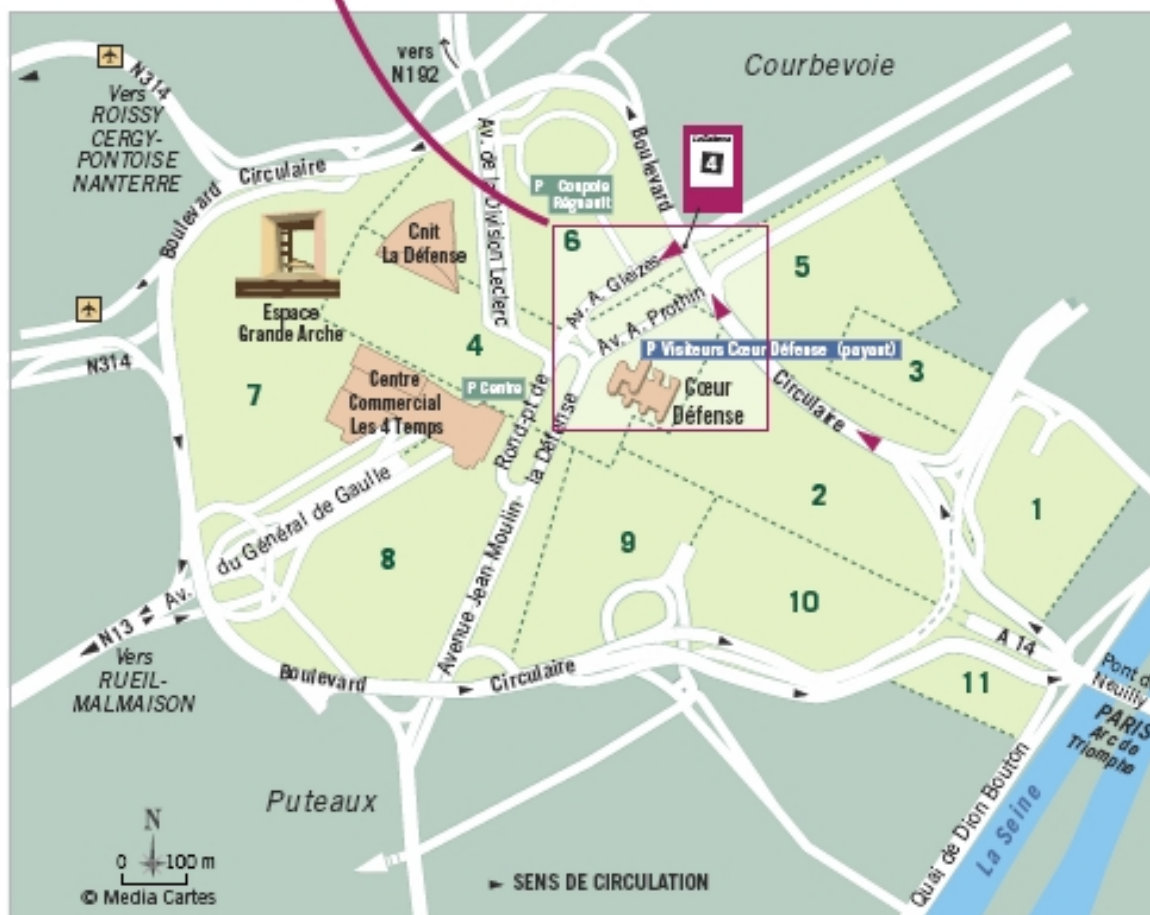 vers
N192
Courbevoie
N314
Vers
ROISSY
CERGY-
PONTOISE
NANTERRE
Boulevard
Circulaire
Av. de la Division Leclerc
Boulevard
4
P Coupole
Régnault
Cnit
La Défense
6
5
Av. A. Gleizes
Av. A. Prothin
Espace
Grande Arche
N314
4
P Visiteurs Cœur Défense (payant)
3
7
Centre
Commercial
Les 4 Temps
P Centre
Cœur
Défense
Circulaire
Rond-pt de
la Défense
2
1
Av. du Général de Gaulle
8
9
10
Avenue Jean-Moulin
N13
A 14
Vers
RUEIL-
MALMAISON
Boulevard
Circulaire
11
Pont d
Neuilly
PARIS
Arc de
Triomphe
Quai de Dion Bouton
La Seine
Puteaux
N
0 100 m
© Media Cartes
SENS DE CIRCULATION